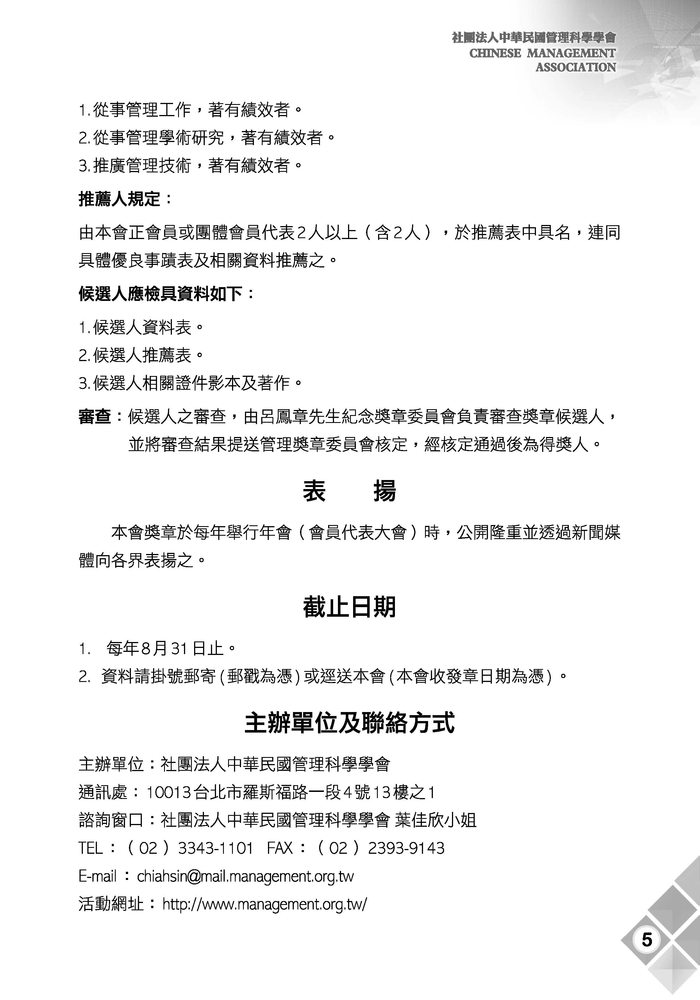 社團法人中華民國管理科學學會
CHINESE MANAGEMENT
ASSOCIATION
1.從事管理工作，著有績效者。
2.從事管理學術研究，著有績效者。
3.推廣管理技術，著有績效者。
推薦人規定：
由本會正會員或團體會員代表2人以上（含2人），於推薦表中具名，連同
具體優良事蹟表及相關資料推薦之。
候選人應檢具資料如下：
1.候選人資料表。
2.候選人推薦表。
3.候選人相關證件影本及著作。
審查：候選人之審查，由呂鳳章先生紀念獎章委員會負責審查獎章候選人，
並將審查結果提送管理獎章委員會核定，經核定通過後為得獎人。
表　　揚
本會獎章於每年舉行年會（會員代表大會）時，公開隆重並透過新聞媒
體向各界表揚之。
截止日期
1. 每年8月31日止。
2. 資料請掛號郵寄(郵戳為憑)或逕送本會(本會收發章日期為憑)。
主辦單位及聯絡方式
主辦單位：社團法人中華民國管理科學學會
通訊處：10013台北市羅斯福路一段4號13樓之1
諮詢窗口：社團法人中華民國管理科學學會 葉佳欣小姐
TEL：（02）3343-1101 FAX：（02）2393-9143
E-mail：chiahsin@mail.management.org.tw
活動網址：http://www.management.org.tw/
5